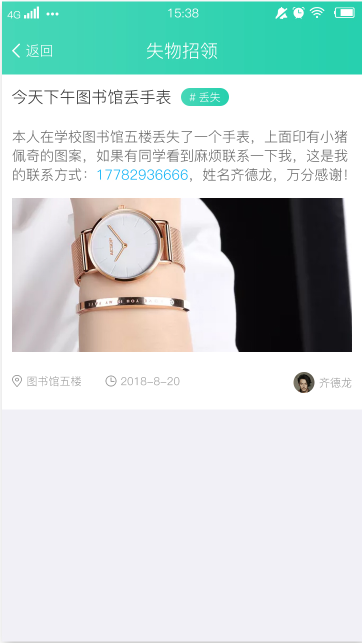 4G 15:38
返回 失物招领
今天下午图书馆丢手表 # 丢失
本人在学校图书馆五楼丢失了一个手表，上面印有小猪
佩奇的图案，如果有同学看到麻烦联系一下我，这是我
的联系方式：17782936666，姓名齐德龙，万分感谢！
图书馆五楼 2018-8-20 齐德龙